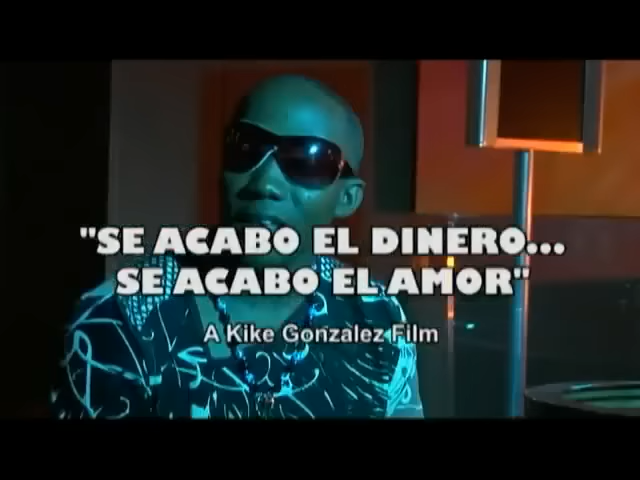 "SE ACABO EL DINERO...
SE ACABO EL AMOR"
A Kike Gonzalez Film